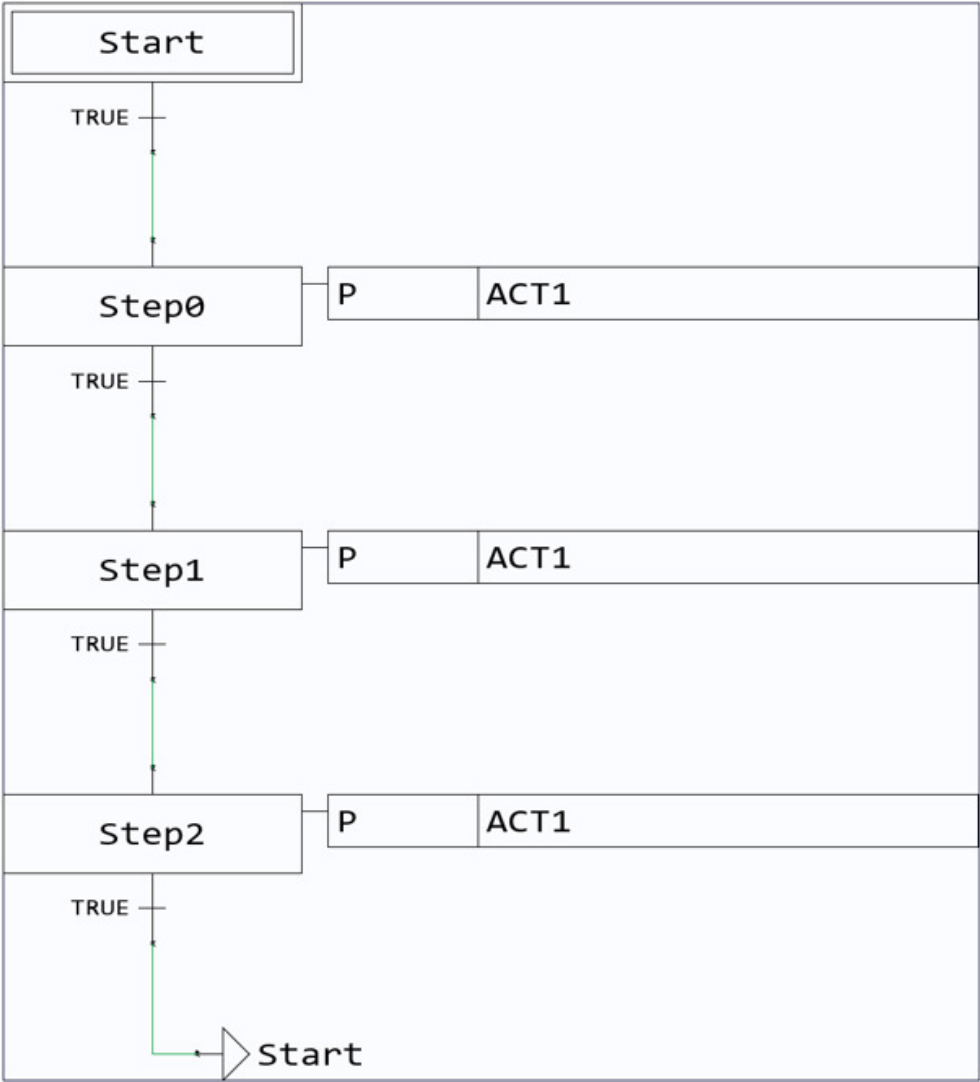 Start
TRUE
Step0
P ACT1
TRUE
Step1
P ACT1
TRUE
Step2
P ACT1
TRUE
Start